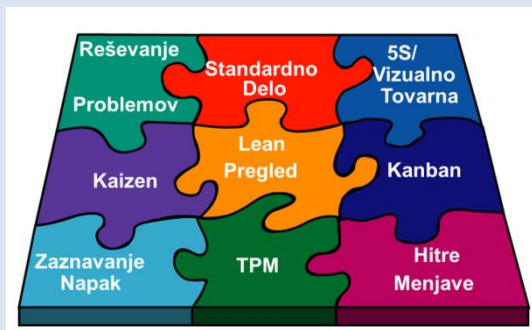 Reševanje
Problemov
Standardno
Delo
5S/
Vizualno
Tovarna
Kaizen
Lean
Pregled
Kanban
Zaznavanje
Napak
TPM
Hitre
Menjave